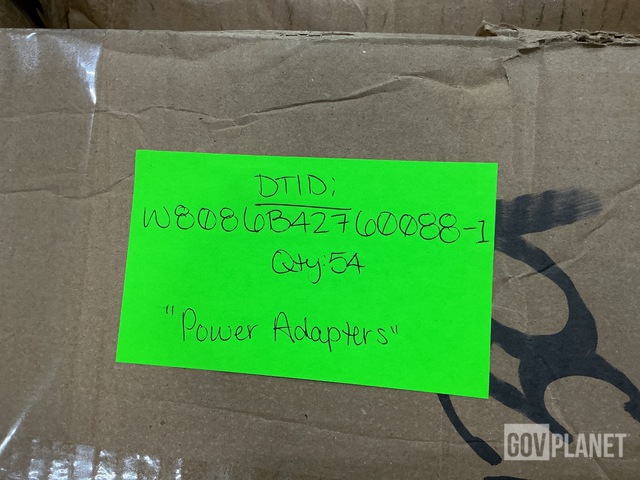 DTID:
W8086B42760088-1
Qty:54
"Power Adapters"
GOVPLANET